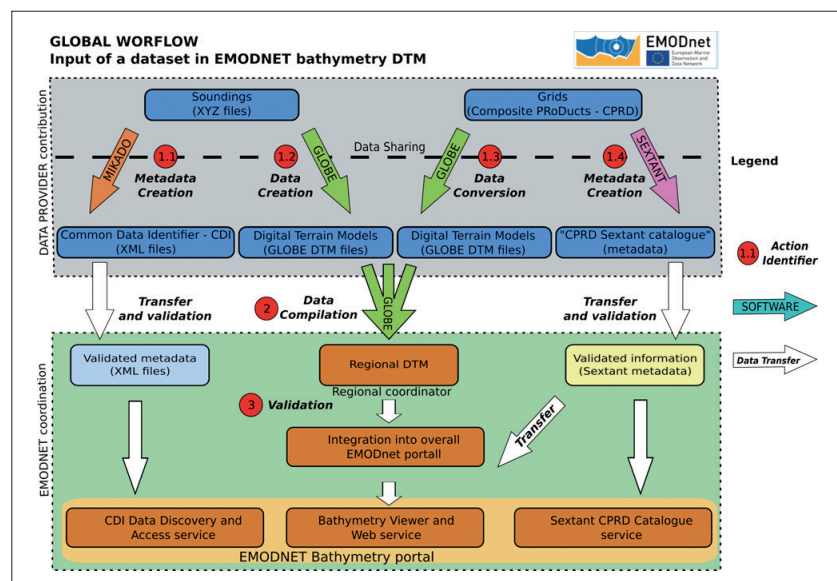 GLOBAL WORFLOW
Input of a dataset in EMODNET bathymetry DTM
EMODnet
European Marine
Observation and
Data Network
DATA PROVIDER contribution
Soundings
(XYZ files)
Grids
(Composite PRoDucts - CPRD)
Data Sharing
MIKADO
1.1
Metadata
Creation
1.2
Data
Creation
GLOBE
GLOBE
1.3
Data
Conversion
1.4
Metadata
Creation
SEXTANT
Common Data Identifier - CDI
(XML files)
Digital Terrain Models
(GLOBE DTM files)
Digital Terrain Models
(GLOBE DTM files)
"CPRD Sextant catalogue"
(metadata)
Legend
1.1
Action
Identifier
SOFTWARE
Data Transfer
Transfer
and validation
2
Data
Compilation
GLOBE
Transfer
and validation
EMODNET coordination
Validated metadata
(XML files)
Regional DTM
Regional coordinator
Validated information
(Sextant metadata)
3
Validation
Transfer
Integration into overall
EMODnet portall
CDI Data Discovery and
Access service
Bathymetry Viewer and
Web service
Sextant CPRD Catalogue
service
EMODNET Bathymetry portal